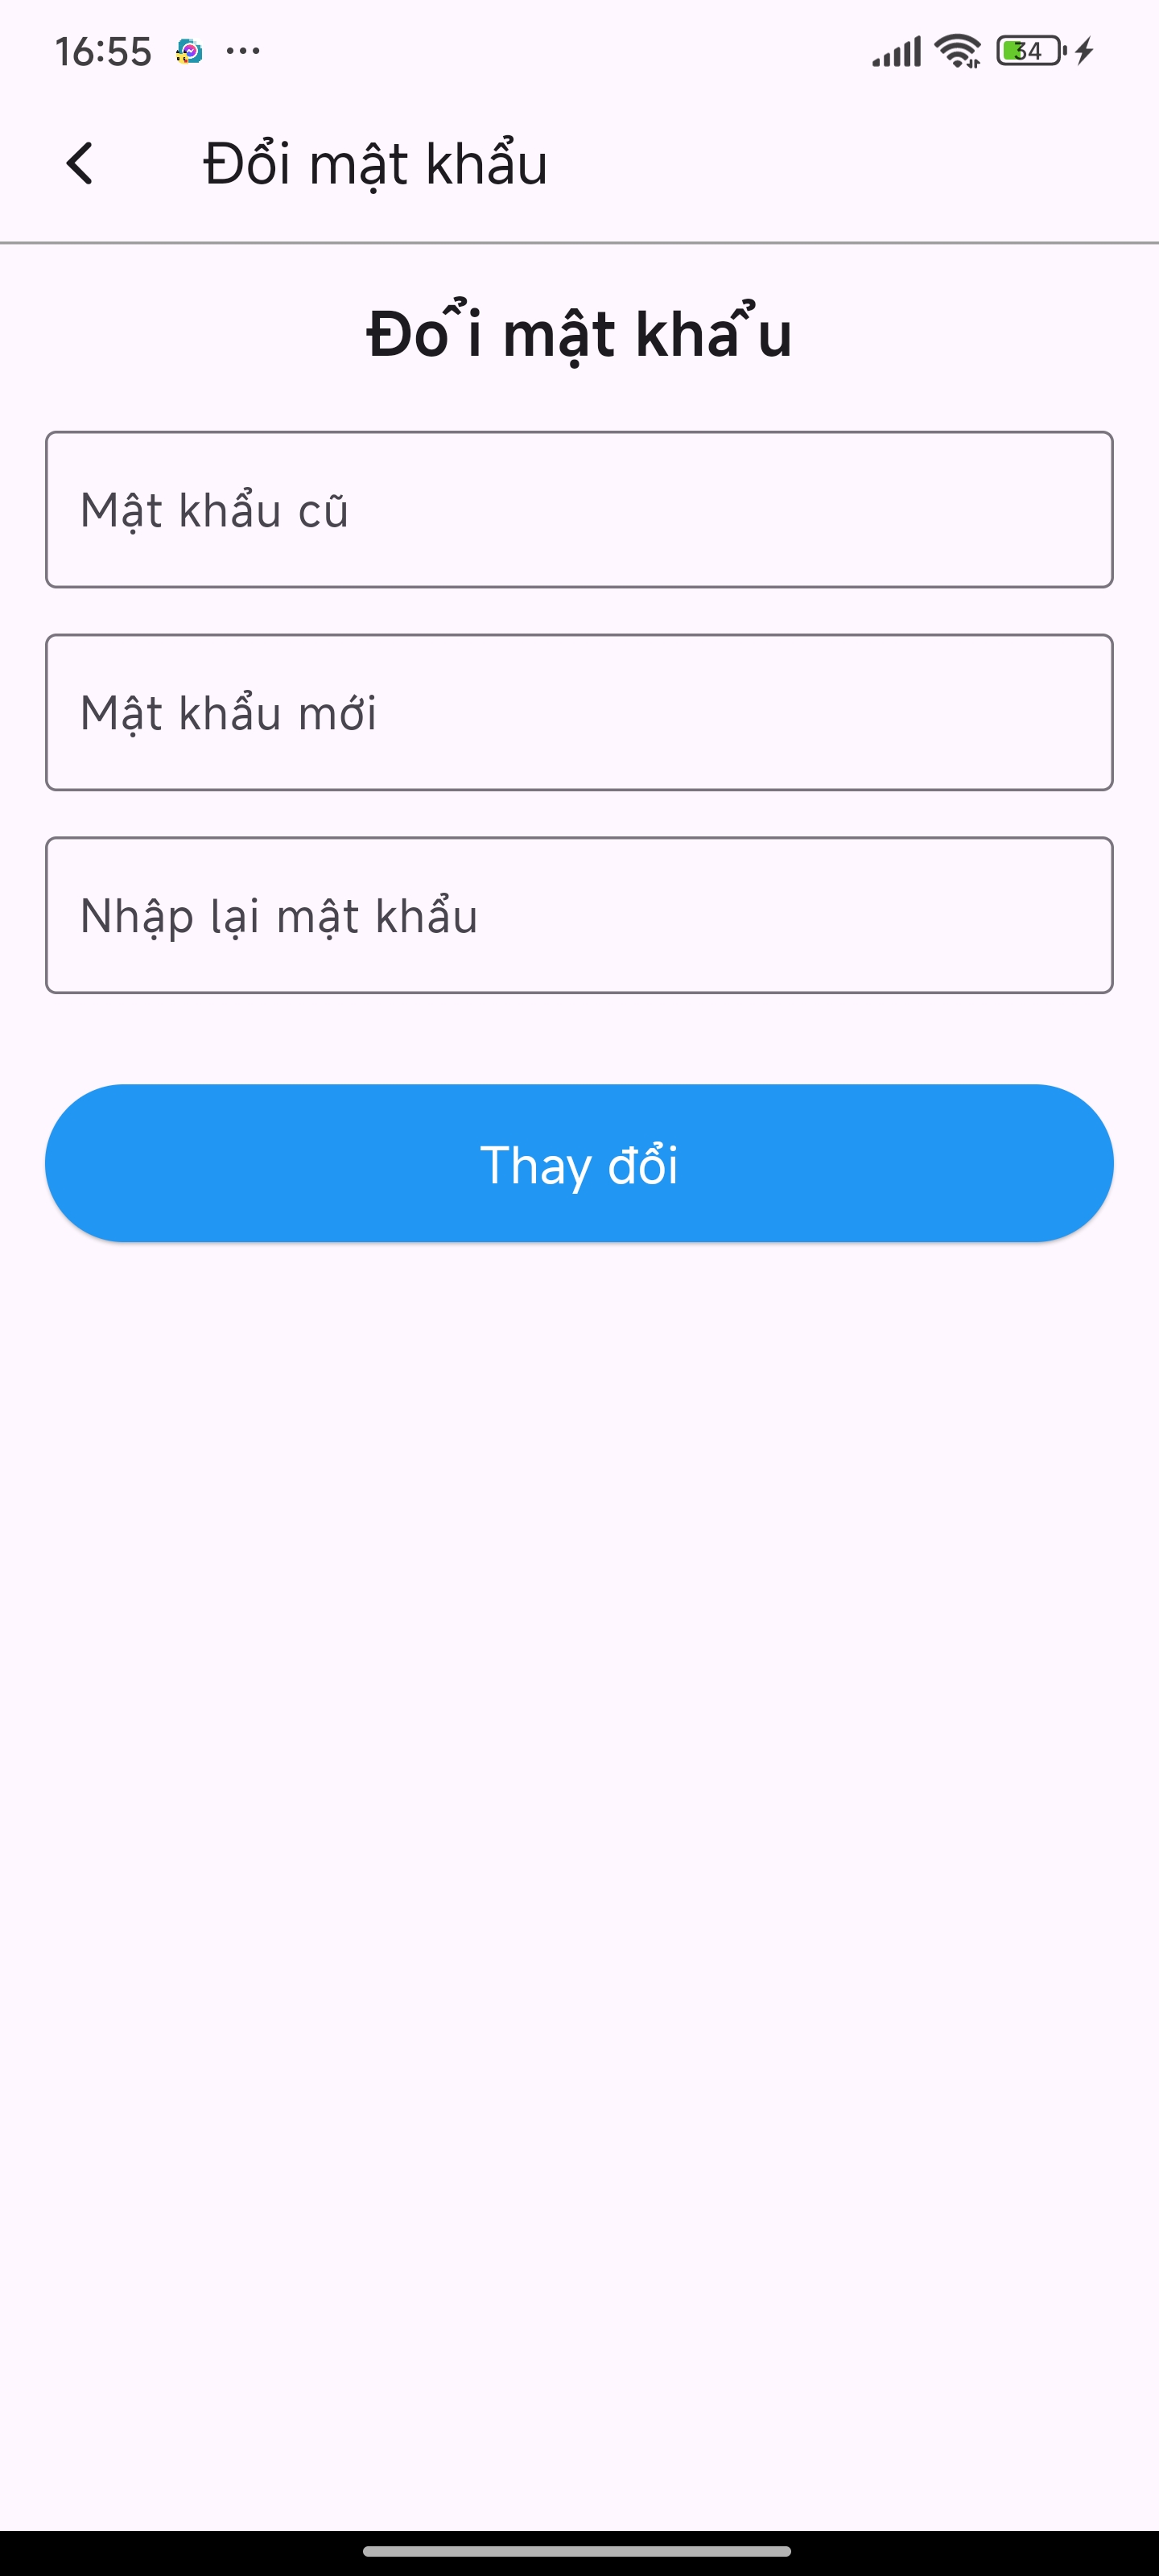 16:55
34
Đổi mật khẩu
Đổi mật khẩu
Mật khẩu cũ
Mật khẩu mới
Nhập lại mật khẩu
Thay đổi